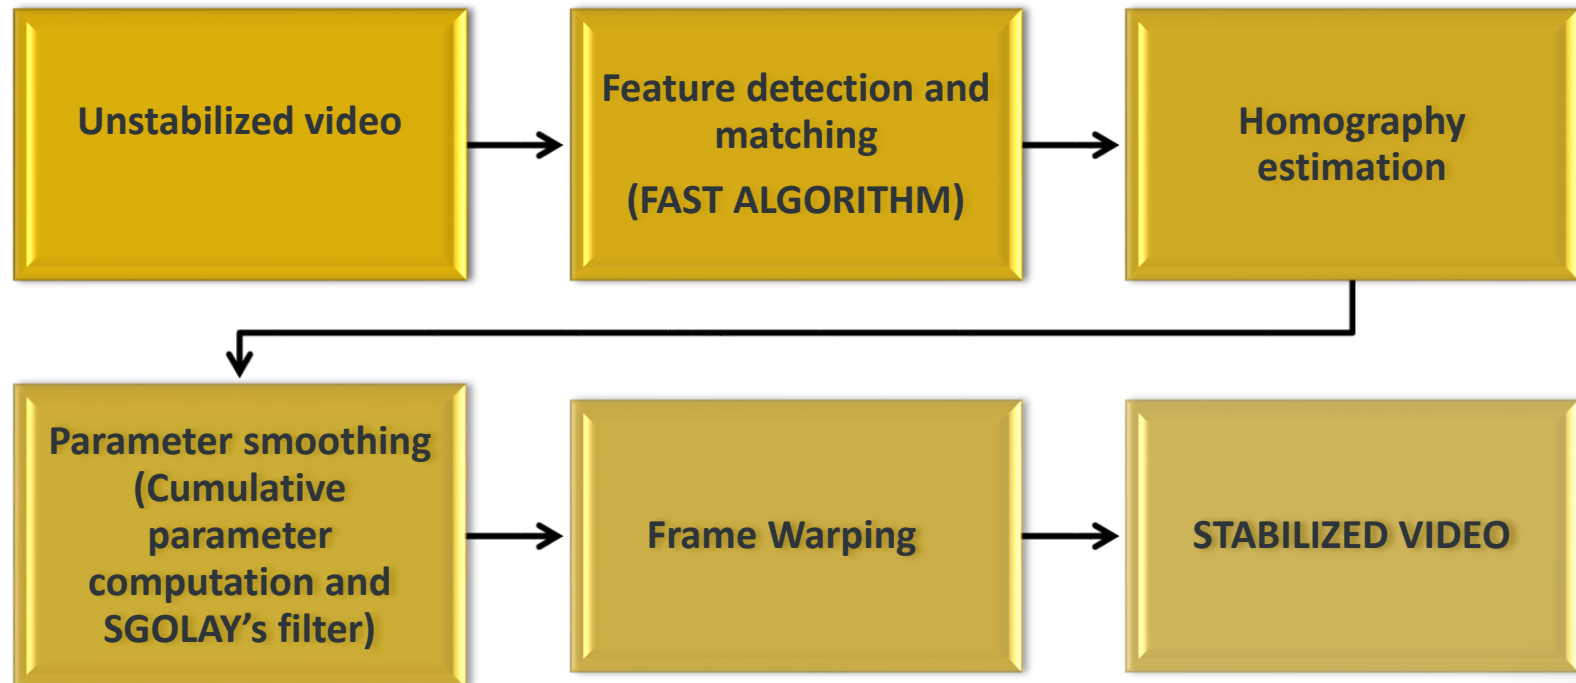 Unstabilized video
Feature detection and
matching
(FAST ALGORITHM)
Homography
estimation
Parameter smoothing
(Cumulative
parameter
computation and
SGOLAY’s filter)
Frame Warping
STABILIZED VIDEO